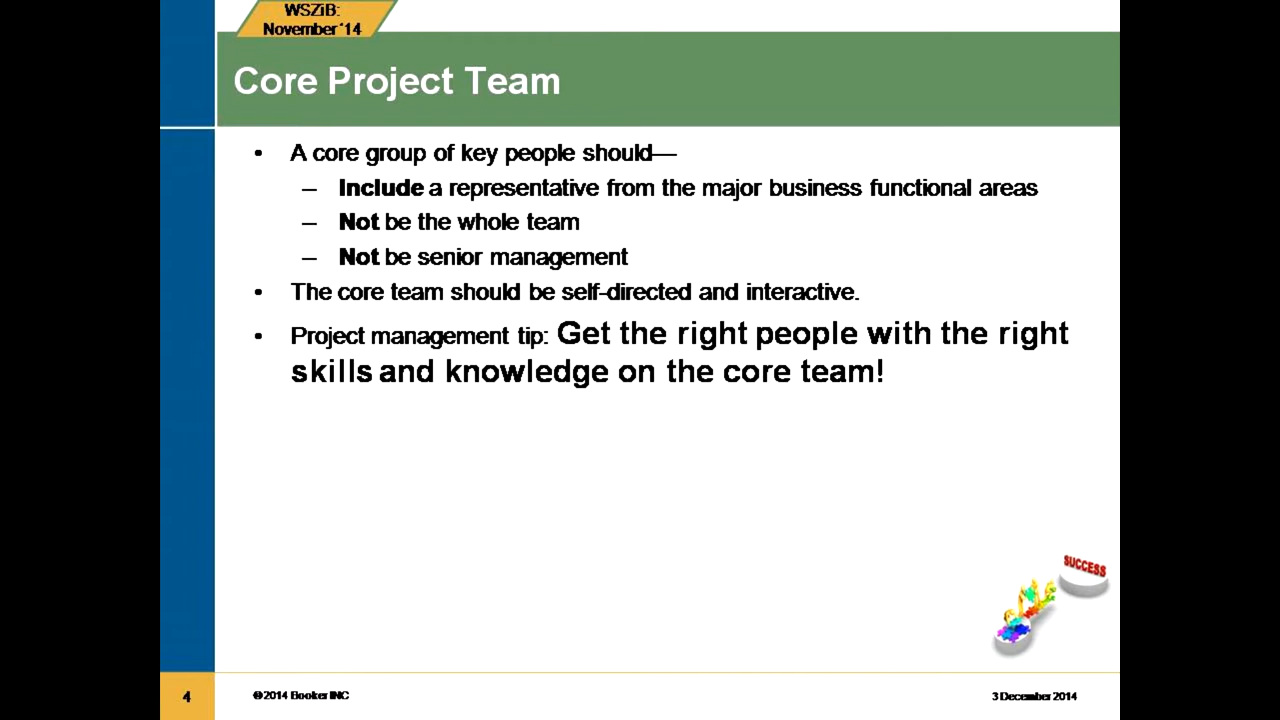 WSZiB:
November '14
Core Project Team
• A core group of key people should—
– Include a representative from the major business functional areas
– Not be the whole team
– Not be senior management
• The core team should be self-directed and interactive.
• Project management tip: Get the right people with the right
skills and knowledge on the core team!
SUCCESS
4
© 2014 Booker INC
3 December 2014